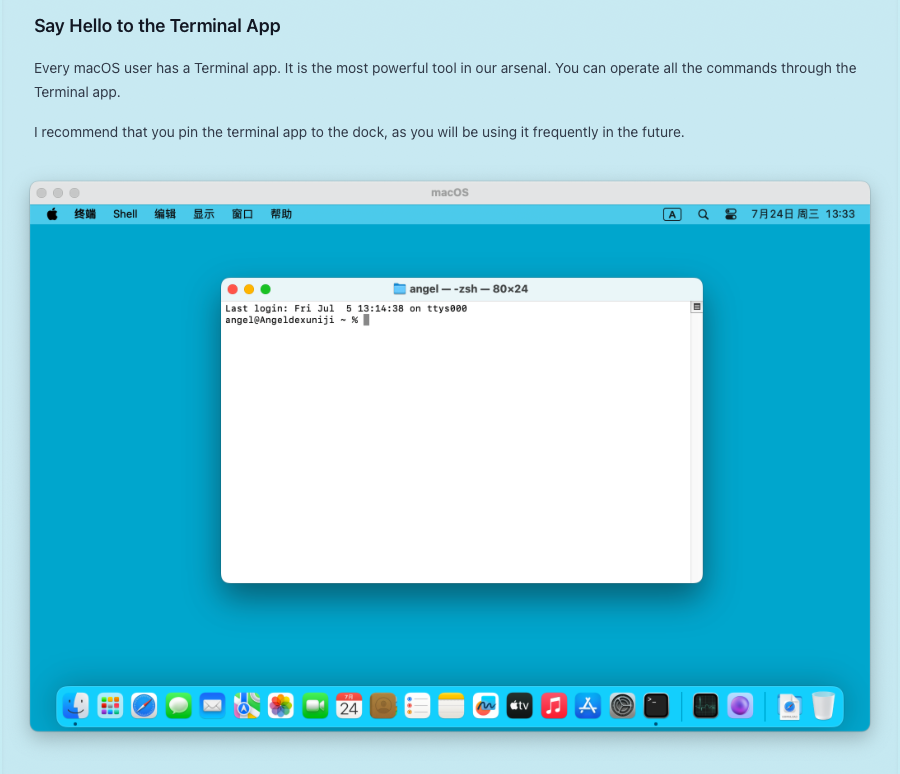 Say Hello to the Terminal App
Every macOS user has a Terminal app. It is the most powerful tool in our arsenal. You can operate all the commands through the
Terminal app.
I recommend that you pin the terminal app to the dock, as you will be using it frequently in the future.
macOS
终端 Shell 编辑 显示 窗口 帮助 A 7月24日 周三 13:33
angel — -zsh — 80×24
Last login: Fri Jul  5 13:14:38 on ttys000
angel@Angeldexuniji ~ %
7月
24
tv